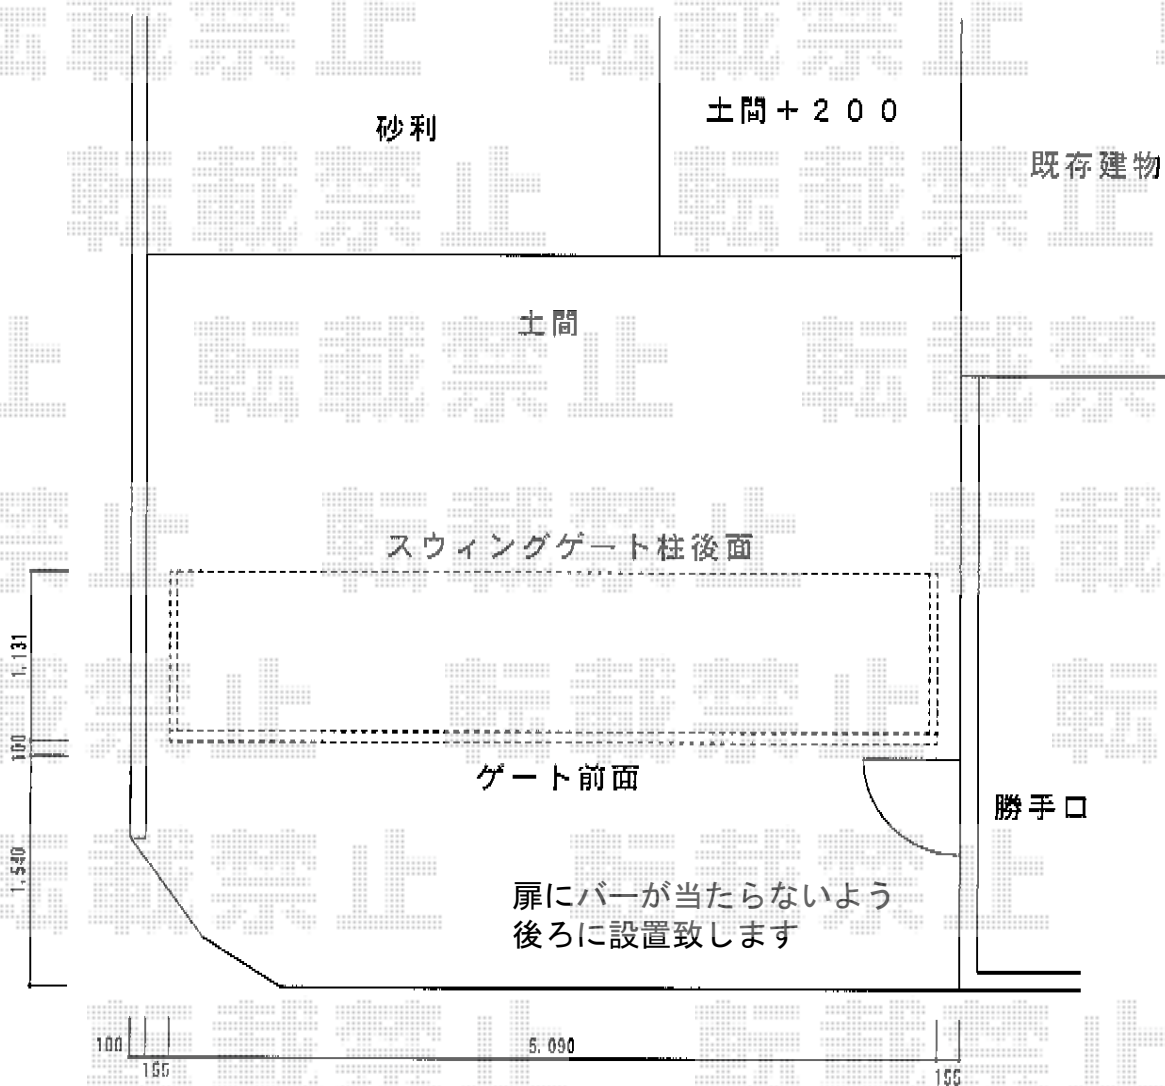 転載禁止
砂利
土間＋２００
既存建物
土間
スウィングゲート柱後面
1,131
100
ゲート前面
勝手口
1,540
扉にバーが当たらないよう
後ろに設置致します
100
155
5,090
155